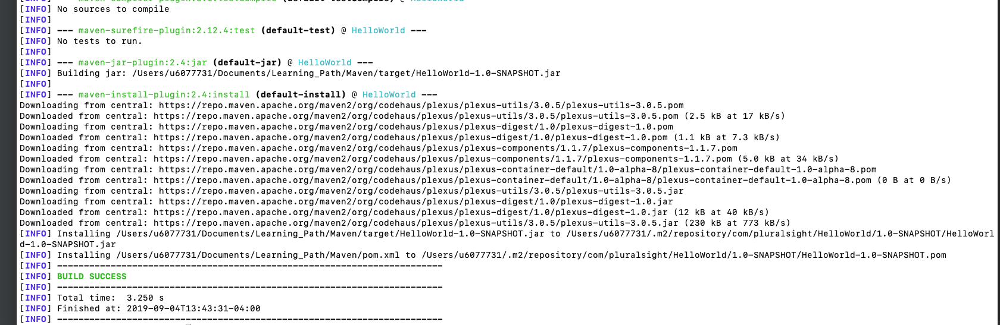 [INFO] --- maven-compiler-plugin:3.1:testCompile (default-testCompile) @ HelloWorld ---
[INFO] No sources to compile
[INFO]
[INFO] --- maven-surefire-plugin:2.12.4:test (default-test) @ HelloWorld ---
[INFO] No tests to run.
[INFO]
[INFO] --- maven-jar-plugin:2.4:jar (default-jar) @ HelloWorld ---
[INFO] Building jar: /Users/u6077731/Documents/Learning_Path/Maven/target/HelloWorld-1.0-SNAPSHOT.jar
[INFO]
[INFO] --- maven-install-plugin:2.4:install (default-install) @ HelloWorld ---
Downloading from central: https://repo.maven.apache.org/maven2/org/codehaus/plexus/plexus-utils/3.0.5/plexus-utils-3.0.5.pom
Downloaded from central: https://repo.maven.apache.org/maven2/org/codehaus/plexus/plexus-utils/3.0.5/plexus-utils-3.0.5.pom (2.5 kB at 17 kB/s)
Downloading from central: https://repo.maven.apache.org/maven2/org/codehaus/plexus/plexus-digest/1.0/plexus-digest-1.0.pom
Downloaded from central: https://repo.maven.apache.org/maven2/org/codehaus/plexus/plexus-digest/1.0/plexus-digest-1.0.pom (1.1 kB at 7.3 kB/s)
Downloading from central: https://repo.maven.apache.org/maven2/org/codehaus/plexus/plexus-components/1.1.7/plexus-components-1.1.7.pom
Downloaded from central: https://repo.maven.apache.org/maven2/org/codehaus/plexus/plexus-components/1.1.7/plexus-components-1.1.7.pom (5.0 kB at 34 kB/s)
Downloading from central: https://repo.maven.apache.org/maven2/org/codehaus/plexus/plexus-container-default/1.0-alpha-8/plexus-container-default-1.0-alpha-8.pom
Downloaded from central: https://repo.maven.apache.org/maven2/org/codehaus/plexus/plexus-container-default/1.0-alpha-8/plexus-container-default-1.0-alpha-8.pom (0 B at 0 B/s)
Downloading from central: https://repo.maven.apache.org/maven2/org/codehaus/plexus/plexus-utils/3.0.5/plexus-utils-3.0.5.jar
Downloading from central: https://repo.maven.apache.org/maven2/org/codehaus/plexus/plexus-digest/1.0/plexus-digest-1.0.jar
Downloaded from central: https://repo.maven.apache.org/maven2/org/codehaus/plexus/plexus-digest/1.0/plexus-digest-1.0.jar (12 kB at 40 kB/s)
Downloaded from central: https://repo.maven.apache.org/maven2/org/codehaus/plexus/plexus-utils/3.0.5/plexus-utils-3.0.5.jar (230 kB at 773 kB/s)
[INFO] Installing /Users/u6077731/Documents/Learning_Path/Maven/target/HelloWorld-1.0-SNAPSHOT.jar to /Users/u6077731/.m2/repository/com/pluralsight/HelloWorld/1.0-SNAPSHOT/HelloWorl
d-1.0-SNAPSHOT.jar
[INFO] Installing /Users/u6077731/Documents/Learning_Path/Maven/pom.xml to /Users/u6077731/.m2/repository/com/pluralsight/HelloWorld/1.0-SNAPSHOT/HelloWorld-1.0-SNAPSHOT.pom
[INFO] ------------------------------------------------------------------------
[INFO] BUILD SUCCESS
[INFO] ------------------------------------------------------------------------
[INFO] Total time:  3.250 s
[INFO] Finished at: 2019-09-04T13:43:31-04:00
[INFO] ------------------------------------------------------------------------